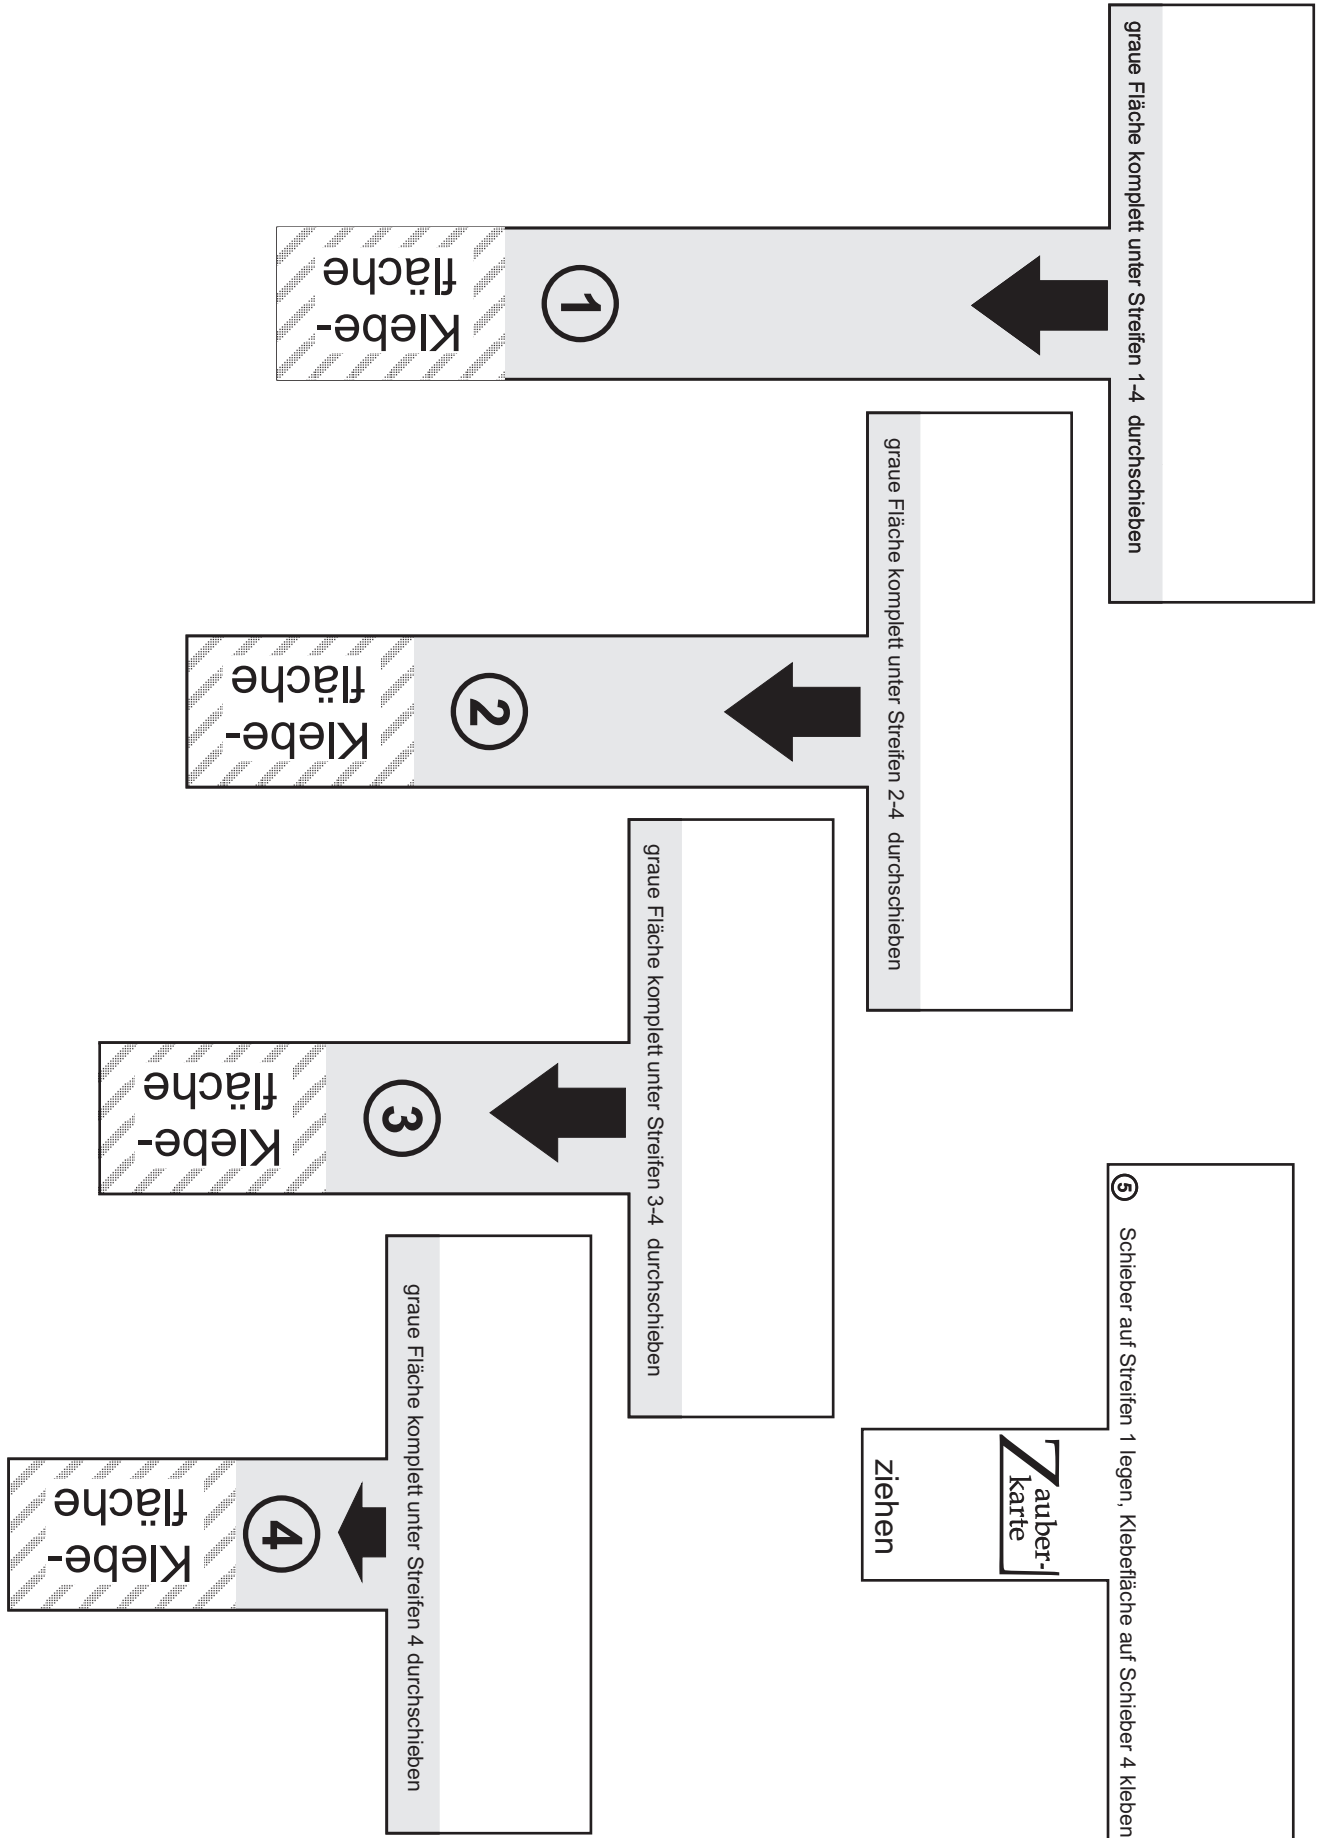 graue Fläche komplett unter Streifen 1-4 durchschieben
1
Klebe-
fläche
graue Fläche komplett unter Streifen 2-4 durchschieben
2
Klebe-
fläche
graue Fläche komplett unter Streifen 3-4 durchschieben
3
Klebe-
fläche
graue Fläche komplett unter Streifen 4 durchschieben
4
Klebe-
fläche
5 Schieber auf Streifen 1 legen, Klebefläche auf Schieber 4 kleben
Zauber-
karte
ziehen